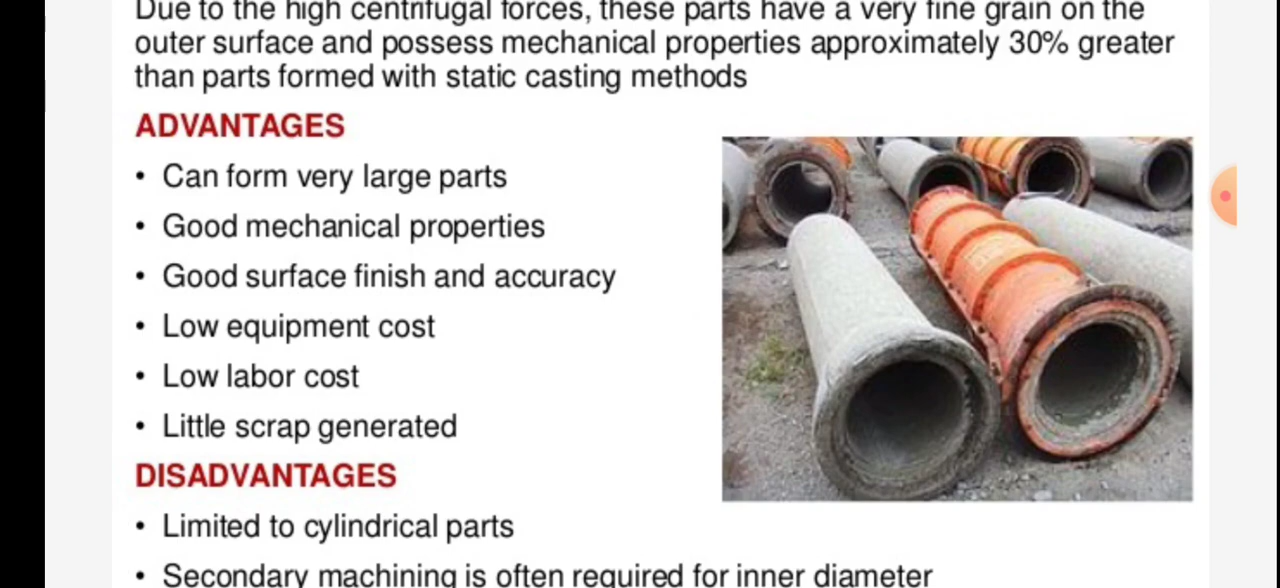 Due to the high centrifugal forces, these parts have a very fine grain on the
outer surface and possess mechanical properties approximately 30% greater
than parts formed with static casting methods
ADVANTAGES
• Can form very large parts
• Good mechanical properties
• Good surface finish and accuracy
• Low equipment cost
• Low labor cost
• Little scrap generated
DISADVANTAGES
• Limited to cylindrical parts
• Secondary machining is often required for inner diameter